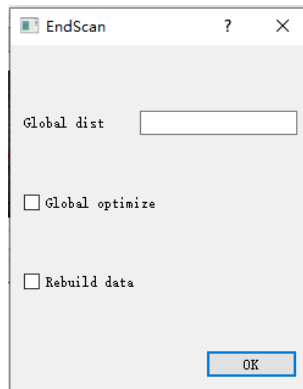 EndScan ?
Global dist
Global optimize
Rebuild data
OK